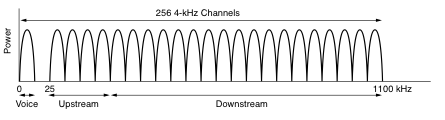 256 4-kHz Channels
Power
0 25 1100 kHz
Voice Upstream Downstream